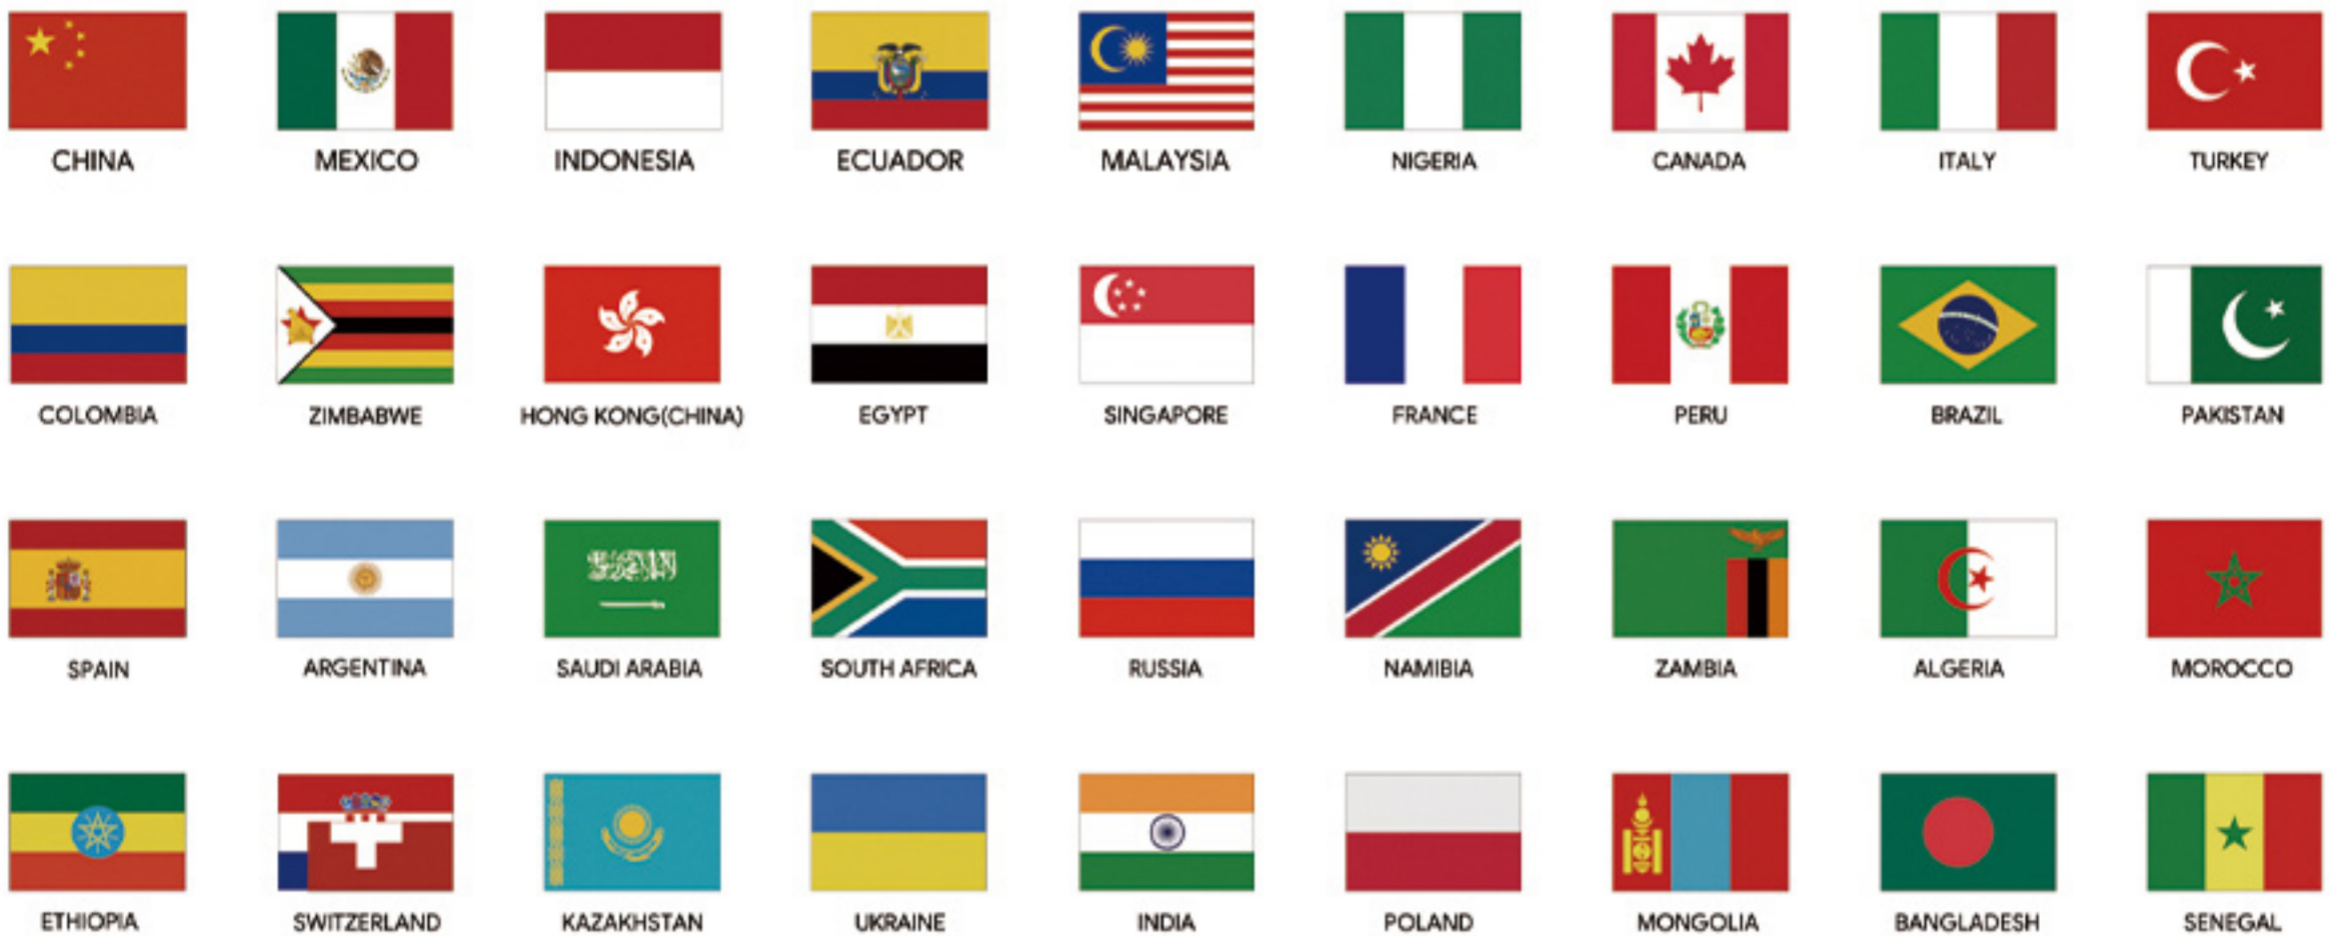 CHINA MEXICO INDONESIA ECUADOR MALAYSIA NIGERIA CANADA ITALY TURKEY
COLOMBIA ZIMBABWE HONG KONG(CHINA) EGYPT SINGAPORE FRANCE PERU BRAZIL PAKISTAN
SPAIN ARGENTINA SAUDI ARABIA SOUTH AFRICA RUSSIA NAMIBIA ZAMBIA ALGERIA MOROCCO
ETHIOPIA SWITZERLAND KAZAKHSTAN UKRAINE INDIA POLAND MONGOLIA BANGLADESH SENEGAL